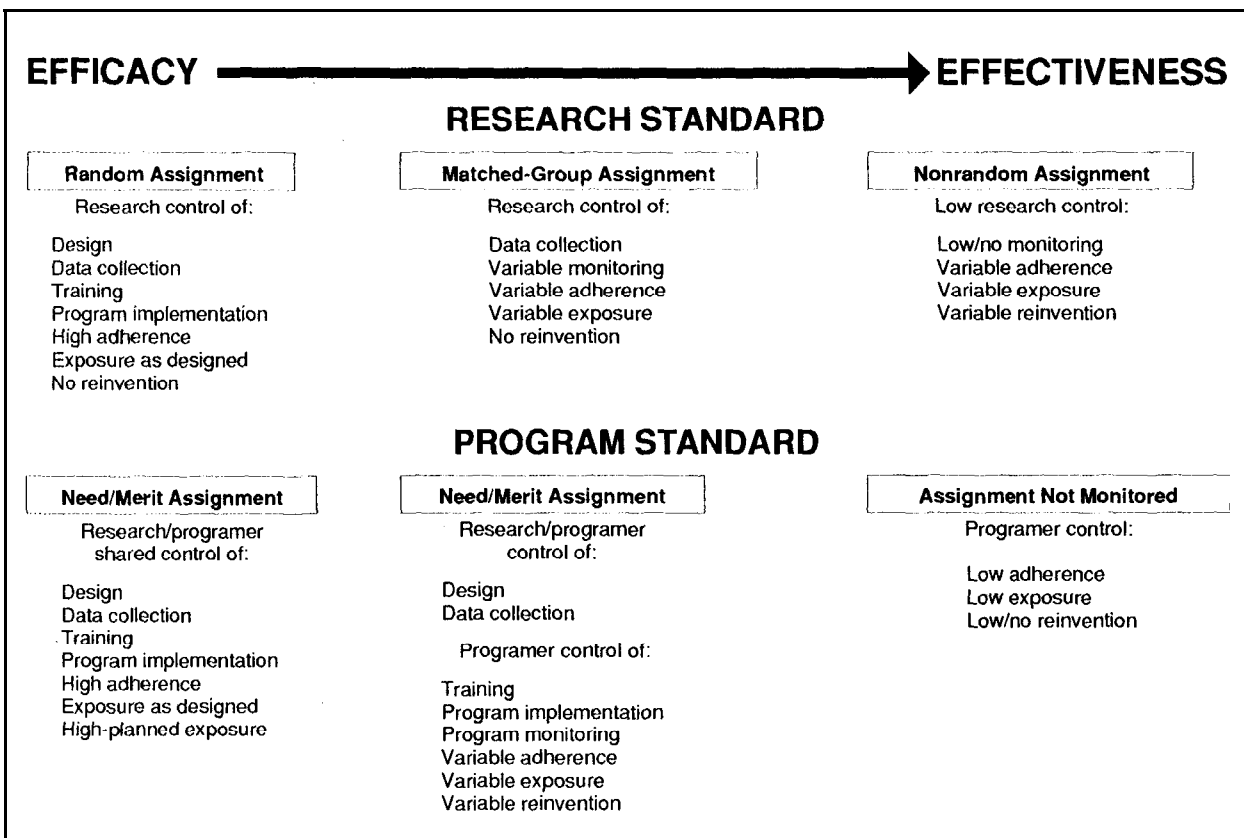 EFFICACY EFFECTIVENESS
RESEARCH STANDARD
Random Assignment
Research control of:
Design
Data collection
Training
Program implementation
High adherence
Exposure as designed
No reinvention
Matched-Group Assignment
Research control of:
Data collection
Variable monitoring
Variable adherence
Variable exposure
No reinvention
Nonrandom Assignment
Low research control:
Low/no monitoring
Variable adherence
Variable exposure
Variable reinvention
PROGRAM STANDARD
Need/Merit Assignment
Research/programer
shared control of:
Design
Data collection
Training
Program implementation
High adherence
Exposure as designed
High-planned exposure
Need/Merit Assignment
Research/programer
control of:
Design
Data collection
Programer control of:
Training
Program implementation
Program monitoring
Variable adherence
Variable exposure
Variable reinvention
Assignment Not Monitored
Programer control:
Low adherence
Low exposure
Low/no reinvention